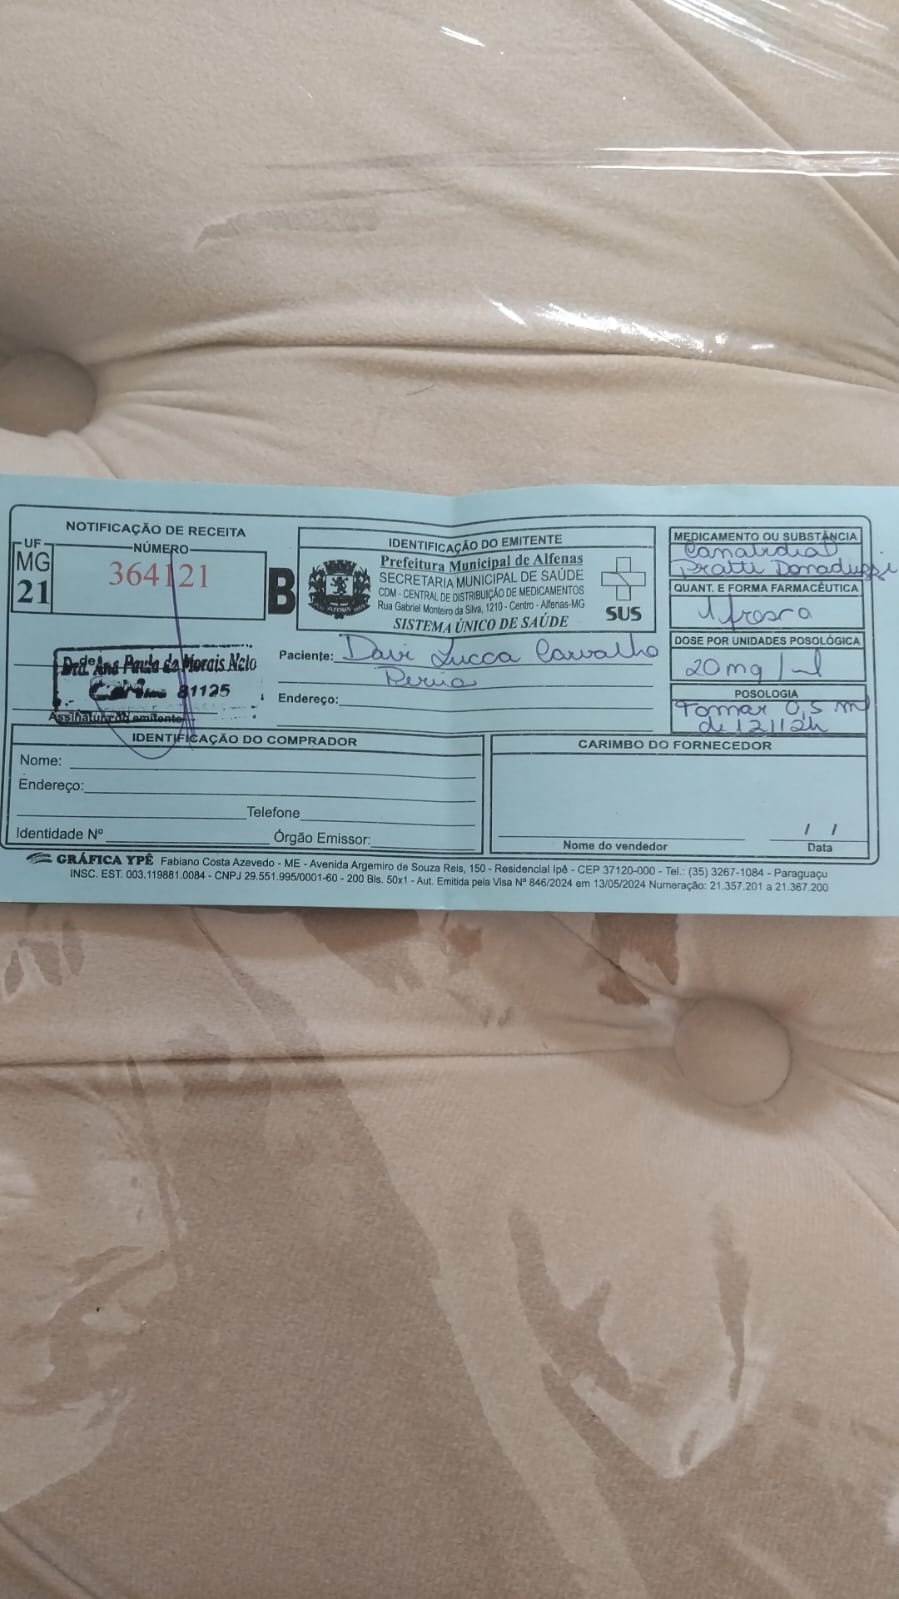 NOTIFICAÇÃO DE RECEITA
UF
MG
21
NÚMERO
364121
B
IDENTIFICAÇÃO DO EMITENTE
Prefeitura Municipal de Alfenas
SECRETARIA MUNICIPAL DE SAÚDE
CDM - CENTRAL DE DISTRIBUIÇÃO DE MEDICAMENTOS
Rua Gabriel Monteiro da Silva, 1210 - Centro - Alfenas-MG
SISTEMA ÚNICO DE SAÚDE
SUS
MEDICAMENTO OU SUBSTÂNCIA
Canabidiol
Pratti Donaduzzi
QUANT. E FORMA FARMACÊUTICA
1 frasco
DOSE POR UNIDADES POSOLÓGICA
20mg/ml
POSOLOGIA
Tomar 0,5 ml
de 12/12h
Ana Paula de Morais Neto
81125
Assinatura do emitente
Paciente: Davi Lucca Carvalho
Endereço:
IDENTIFICAÇÃO DO COMPRADOR
Nome:
Endereço:
Telefone
Identidade Nº Órgão Emissor:
CARIMBO DO FORNECEDOR
/ /
Nome do vendedor Data
GRÁFICA YPÊ Fabiano Costa Azevedo - ME - Avenida Argemiro de Souza Reis, 150 - Residencial Ipê - CEP 37120-000 - Tel.: (35) 3267-1084 - Paraguaçu
INSC. EST. 003.119881.0084 - CNPJ 29.551.995/0001-60 - 200 Bls. 50x1 - Aut. Emitida pela Visa Nº 846/2024 em 13/05/2024 Numeração: 21.357.201 a 21.367.200